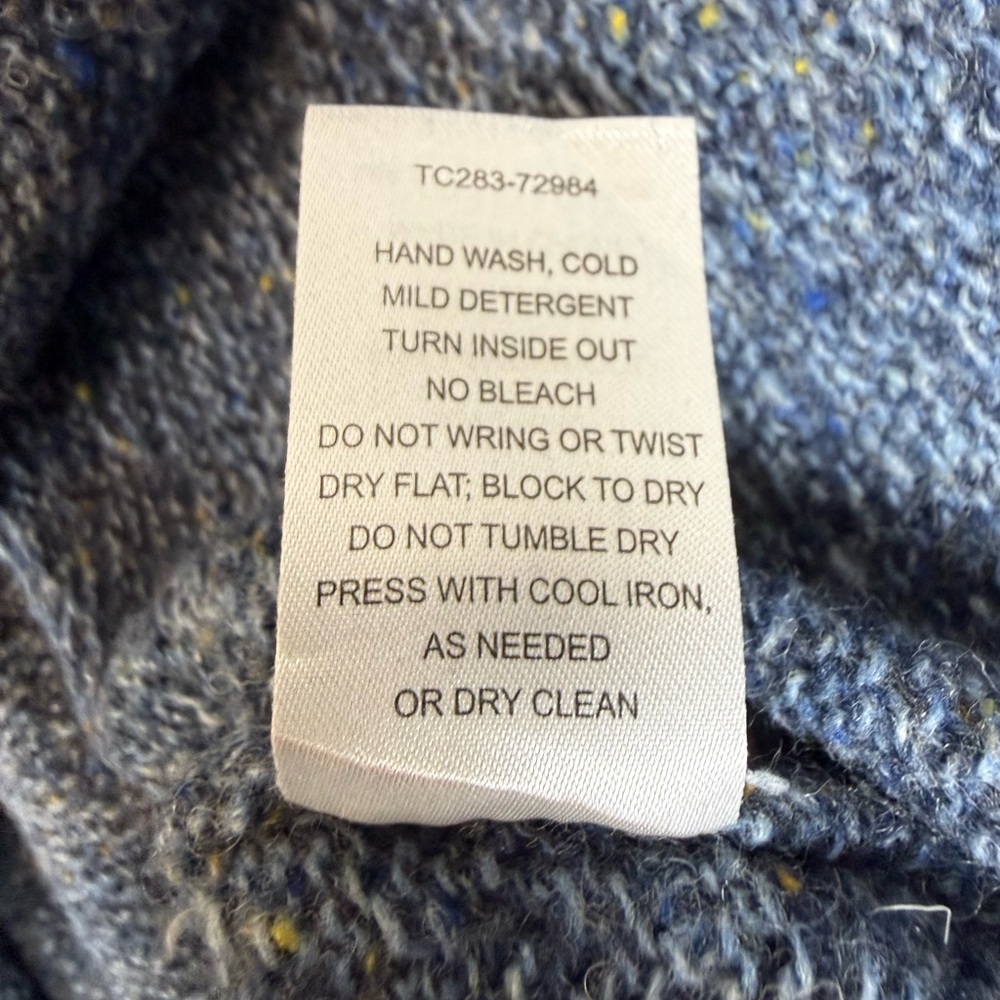 TC283-72984
HAND WASH, COLD
MILD DETERGENT
TURN INSIDE OUT
NO BLEACH
DO NOT WRING OR TWIST
DRY FLAT; BLOCK TO DRY
DO NOT TUMBLE DRY
PRESS WITH COOL IRON,
AS NEEDED
OR DRY CLEAN